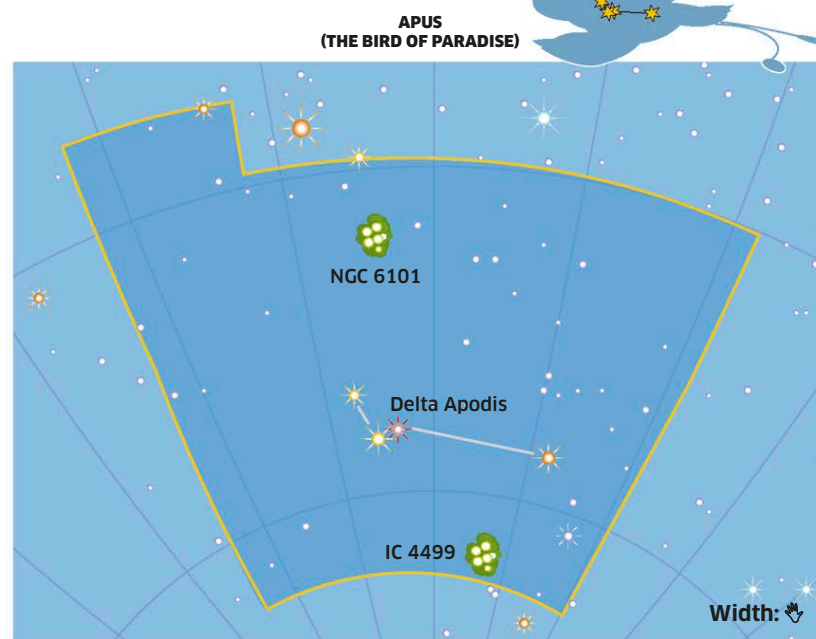 APUS
(THE BIRD OF PARADISE)
NGC 6101
Delta Apodis
IC 4499
Width: